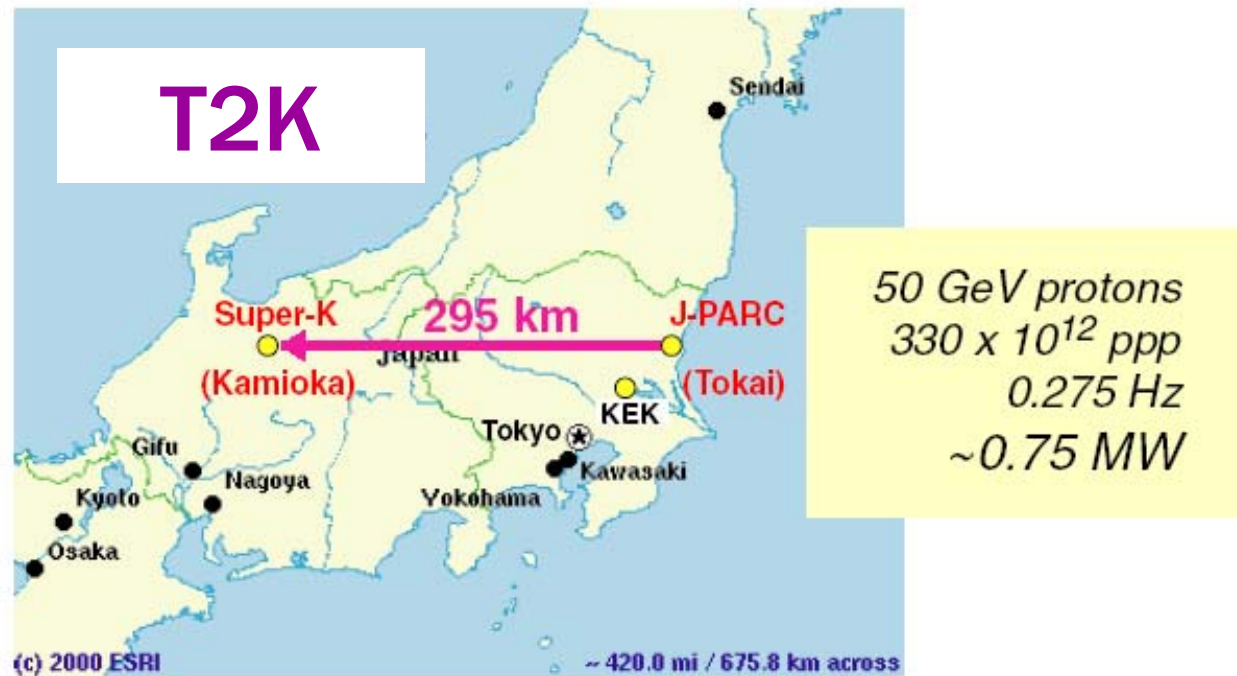 T2K
Sendai
Super-K
295 km
J-PARC
Japan
(Kamioka)
(Tokai)
KEK
Tokyo
Gifu
Kawasaki
Nagoya
Yokohama
Kyoto
Osaka
(c) 2000 ESRI
~ 420.0 mi / 675.8 km across
50 GeV protons
330 x 10¹² ppp
0.275 Hz
~0.75 MW